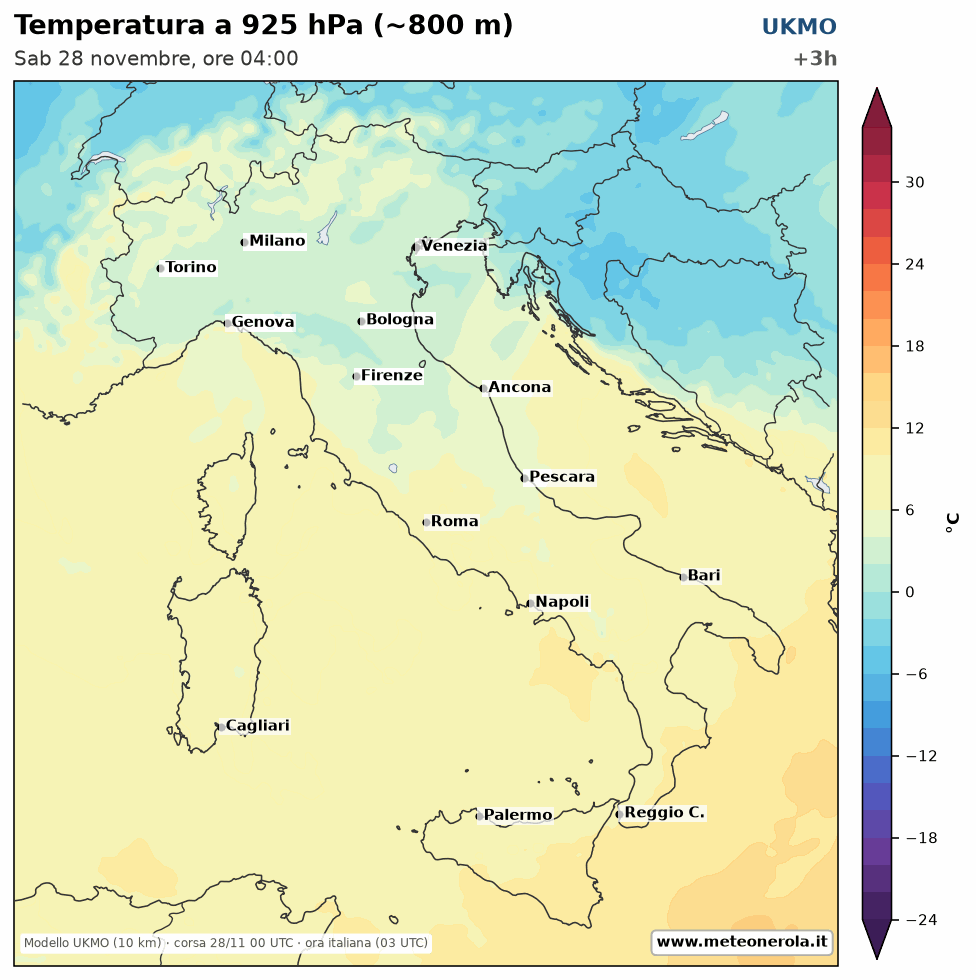 Temperatura a 925 hPa (~800 m)
UKMO
Sab 28 novembre, ore 04:00
+3h
Milano
Venezia
Torino
Genova
Bologna
Firenze
Ancona
Pescara
Roma
Bari
Napoli
Cagliari
Palermo
Reggio C.
30
24
18
12
6
0
−6
−12
−18
−24
°C
Modello UKMO (10 km) · corsa 28/11 00 UTC · ora italiana (03 UTC)
www.meteonerola.it